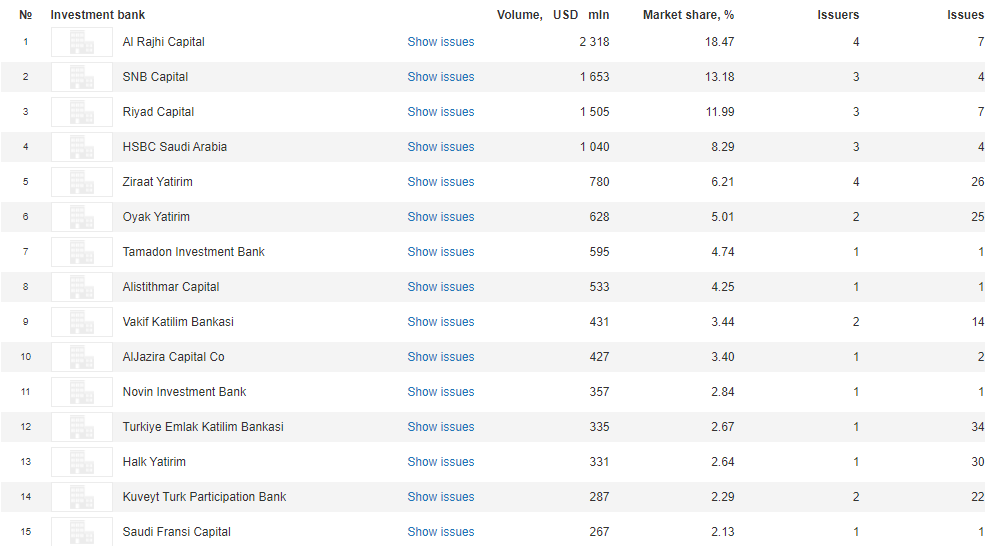 № Investment bank Volume, USD mln Market share, % Issuers Issues
1 Al Rajhi Capital Show issues 2 318 18.47 4 7
2 SNB Capital Show issues 1 653 13.18 3 4
3 Riyad Capital Show issues 1 505 11.99 3 7
4 HSBC Saudi Arabia Show issues 1 040 8.29 3 4
5 Ziraat Yatirim Show issues 780 6.21 4 26
6 Oyak Yatirim Show issues 628 5.01 2 25
7 Tamadon Investment Bank Show issues 595 4.74 1 1
8 Alistithmar Capital Show issues 533 4.25 1 1
9 Vakif Katilim Bankasi Show issues 431 3.44 2 14
10 AlJazira Capital Co Show issues 427 3.40 1 2
11 Novin Investment Bank Show issues 357 2.84 1 1
12 Turkiye Emlak Katilim Bankasi Show issues 335 2.67 1 34
13 Halk Yatirim Show issues 331 2.64 1 30
14 Kuveyt Turk Participation Bank Show issues 287 2.29 2 22
15 Saudi Fransi Capital Show issues 267 2.13 1 1